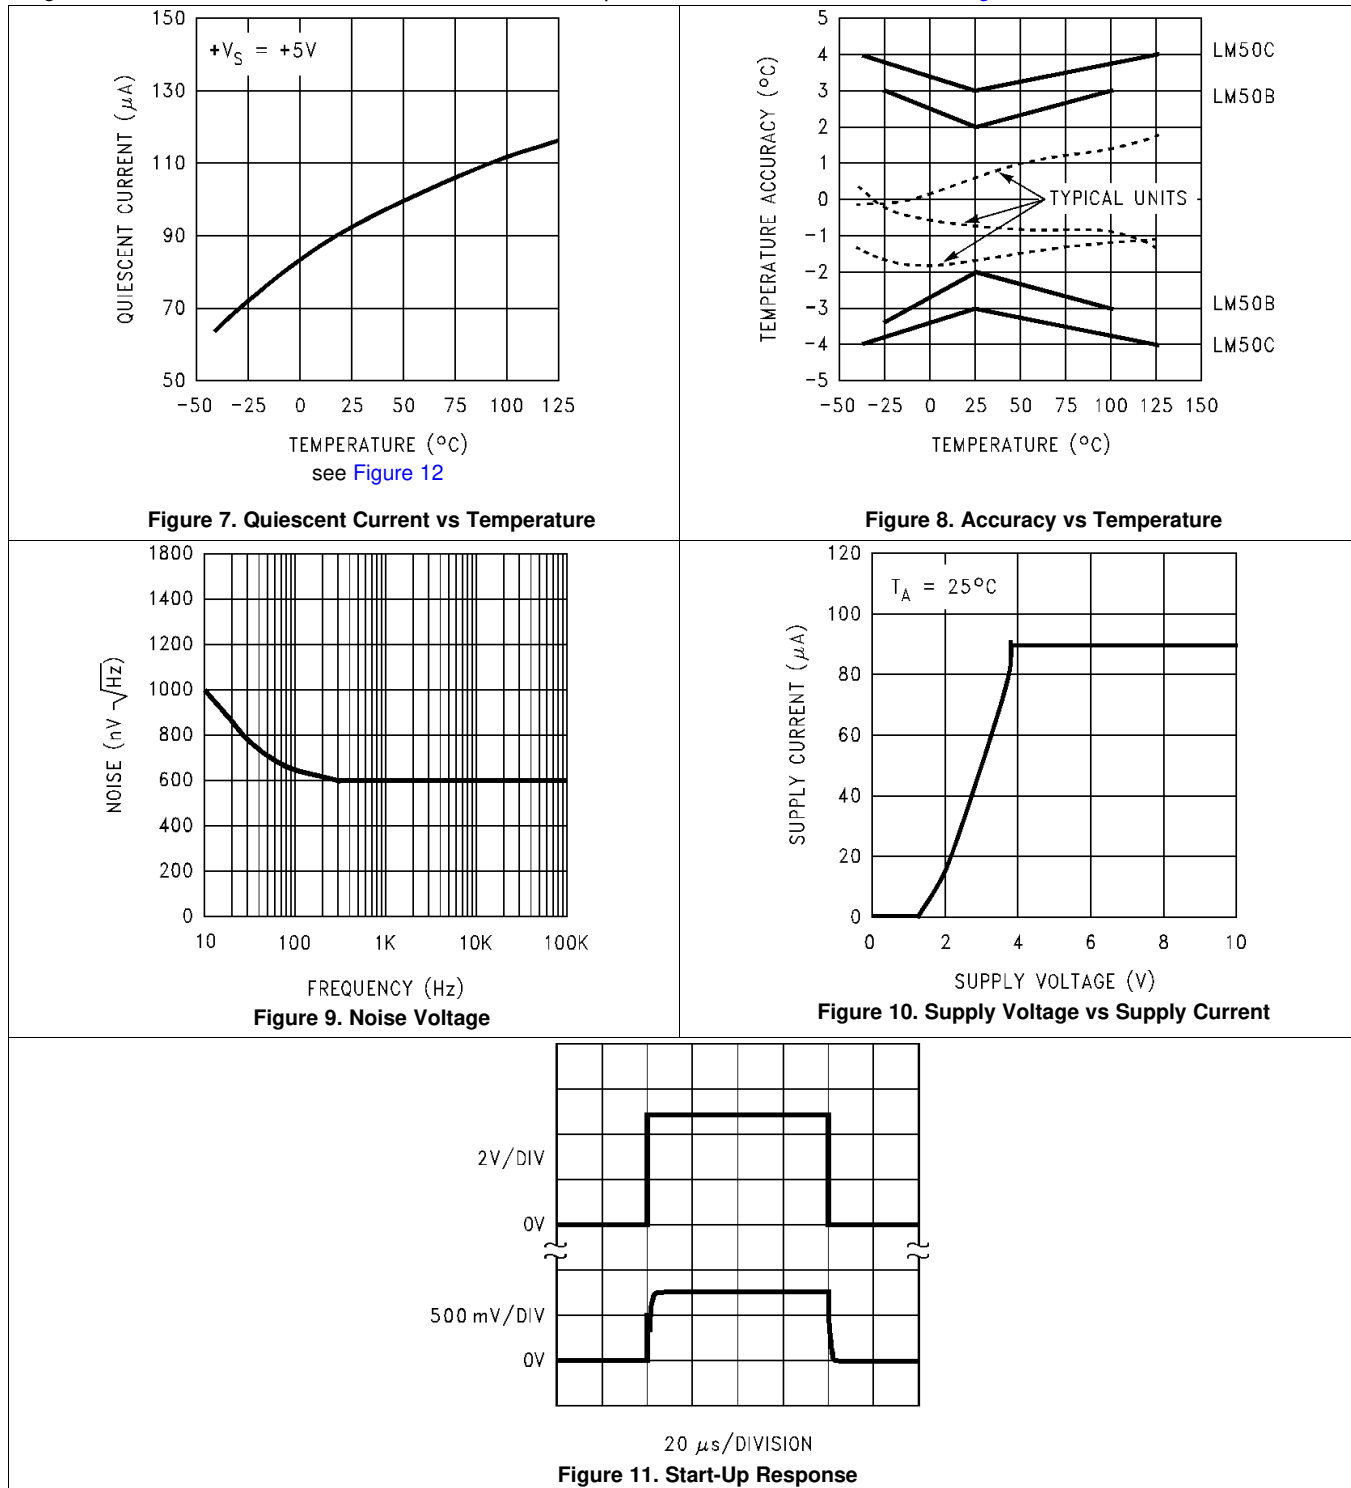 150
130
110
90
70
50
QUIESCENT CURRENT (μA)
+VS = +5V
-50 -25 0 25 50 75 100 125
TEMPERATURE (°C)
see Figure 12
Figure 7. Quiescent Current vs Temperature
5
4
3
2
1
0
-1
-2
-3
-4
-5
TEMPERATURE ACCURACY (°C)
LM50C
LM50B
TYPICAL UNITS
LM50B
LM50C
-50 -25 0 25 50 75 100 125 150
TEMPERATURE (°C)
Figure 8. Accuracy vs Temperature
1800
1400
1200
1000
800
600
400
200
0
NOISE (nV -√Hz)
10 100 1K 10K 100K
FREQUENCY (Hz)
Figure 9. Noise Voltage
120
100
80
60
40
20
0
SUPPLY CURRENT (μA)
TA = 25°C
0 2 4 6 8 10
SUPPLY VOLTAGE (V)
Figure 10. Supply Voltage vs Supply Current
2V/DIV
0V
500 mV/DIV
0V
20 μs/DIVISION
Figure 11. Start-Up Response